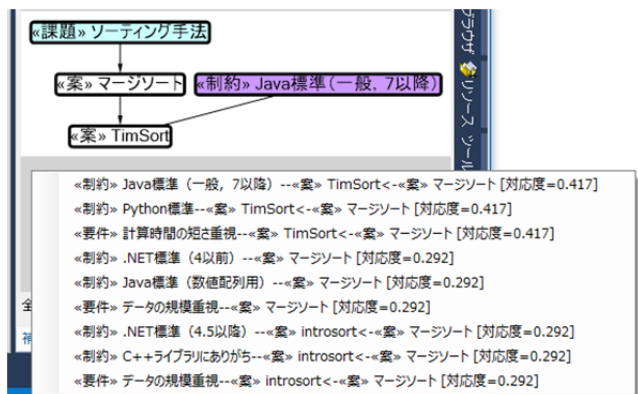 «課題» ソーティング手法
«案» マージソート
«制約» Java標準(一般, 7以降)
«案» TimSort
ブラウザ
リソース
ツール
«制約» Java標準（一般，7以降）--«案» TimSort<-«案» マージソート [対応度=0.417]
«制約» Python標準--«案» TimSort<-«案» マージソート [対応度=0.417]
«要件» 計算時間の短さ重視--«案» TimSort<-«案» マージソート [対応度=0.417]
«制約» .NET標準（4以前）--«案» マージソート [対応度=0.292]
«制約» Java標準（数値配列用）--«案» マージソート [対応度=0.292]
«要件» データの規模重視--«案» マージソート [対応度=0.292]
«制約» .NET標準（4.5以降）--«案» introsort<-«案» マージソート [対応度=0.292]
«制約» C++ライブラリにありがち--«案» introsort<-«案» マージソート [対応度=0.292]
«要件» データの規模重視--«案» introsort<-«案» マージソート [対応度=0.292]
全